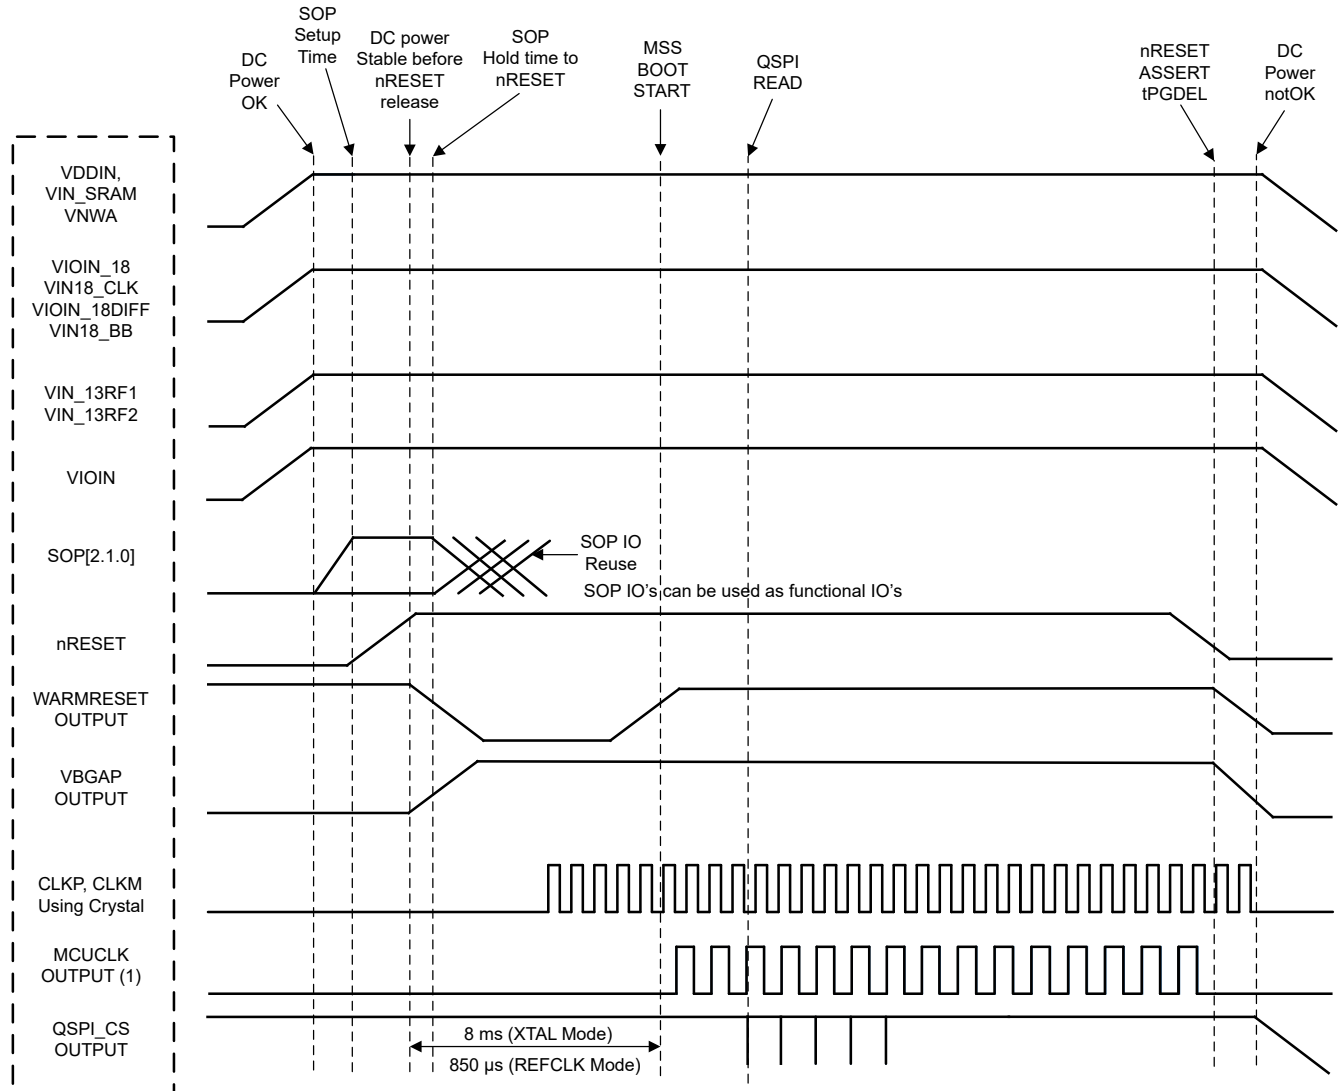 DC
Power
OK
SOP
Setup
Time
DC power
Stable before
nRESET
release
SOP
Hold time to
nRESET
MSS
BOOT
START
QSPI
READ
nRESET
ASSERT
tPGDEL
DC
Power
notOK
VDDIN,
VIN_SRAM
VNWA
VIOIN_18
VIN18_CLK
VIOIN_18DIFF
VIN18_BB
VIN_13RF1
VIN_13RF2
VIOIN
SOP[2.1.0]
SOP IO
Reuse
SOP IO's can be used as functional IO's
nRESET
WARMRESET
OUTPUT
VBGAP
OUTPUT
CLKP, CLKM
Using Crystal
MCUCLK
OUTPUT (1)
QSPI_CS
OUTPUT
8 ms (XTAL Mode)
850 µs (REFCLK Mode)